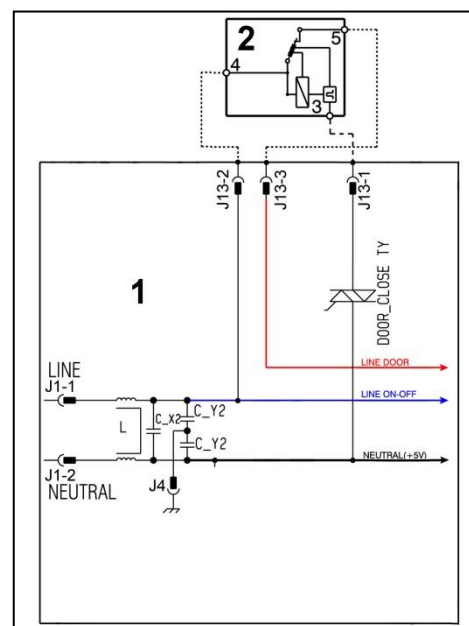 2
5
4
3
J13-2
J13-3
J13-1
1
DOOR_CLOSE TY
LINE DOOR
LINE
J1-1
LINE ON-OFF
C_Y2
C_X2
L
C_Y2
NEUTRAL(+5V)
J1-2
NEUTRAL
J4